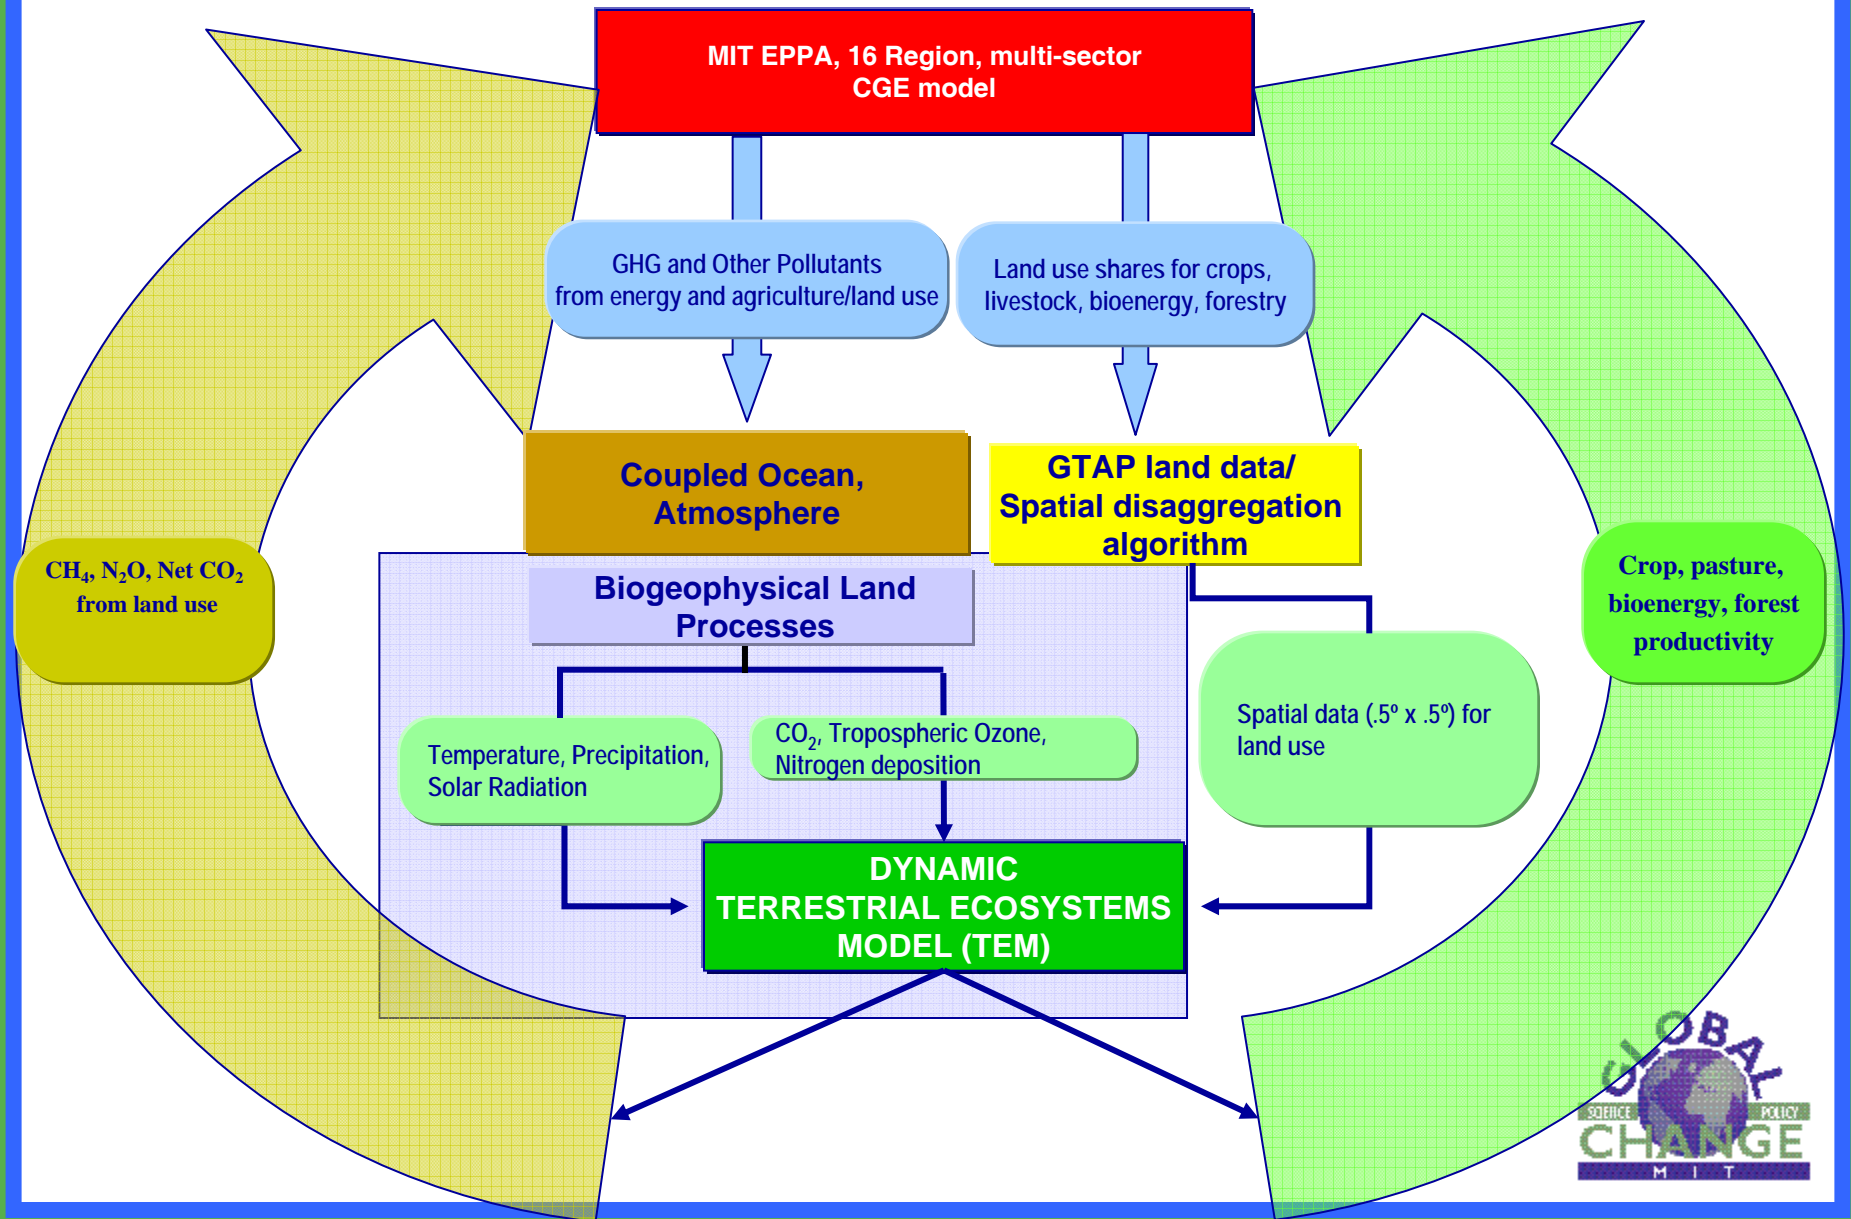 MIT EPPA, 16 Region, multi-sector
CGE model
GHG and Other Pollutants
from energy and agriculture/land use
Land use shares for crops,
livestock, bioenergy, forestry
Coupled Ocean,
Atmosphere
GTAP land data/
Spatial disaggregation
algorithm
CH₄, N₂O, Net CO₂
from land use
Biogeophysical Land
Processes
Crop, pasture,
bioenergy, forest
productivity
Temperature, Precipitation,
Solar Radiation
CO₂, Tropospheric Ozone,
Nitrogen deposition
Spatial data (.5º x .5º) for
land use
DYNAMIC
TERRESTRIAL ECOSYSTEMS
MODEL (TEM)
GLOBAL
SCIENCE POLICY
CHANGE
MIT